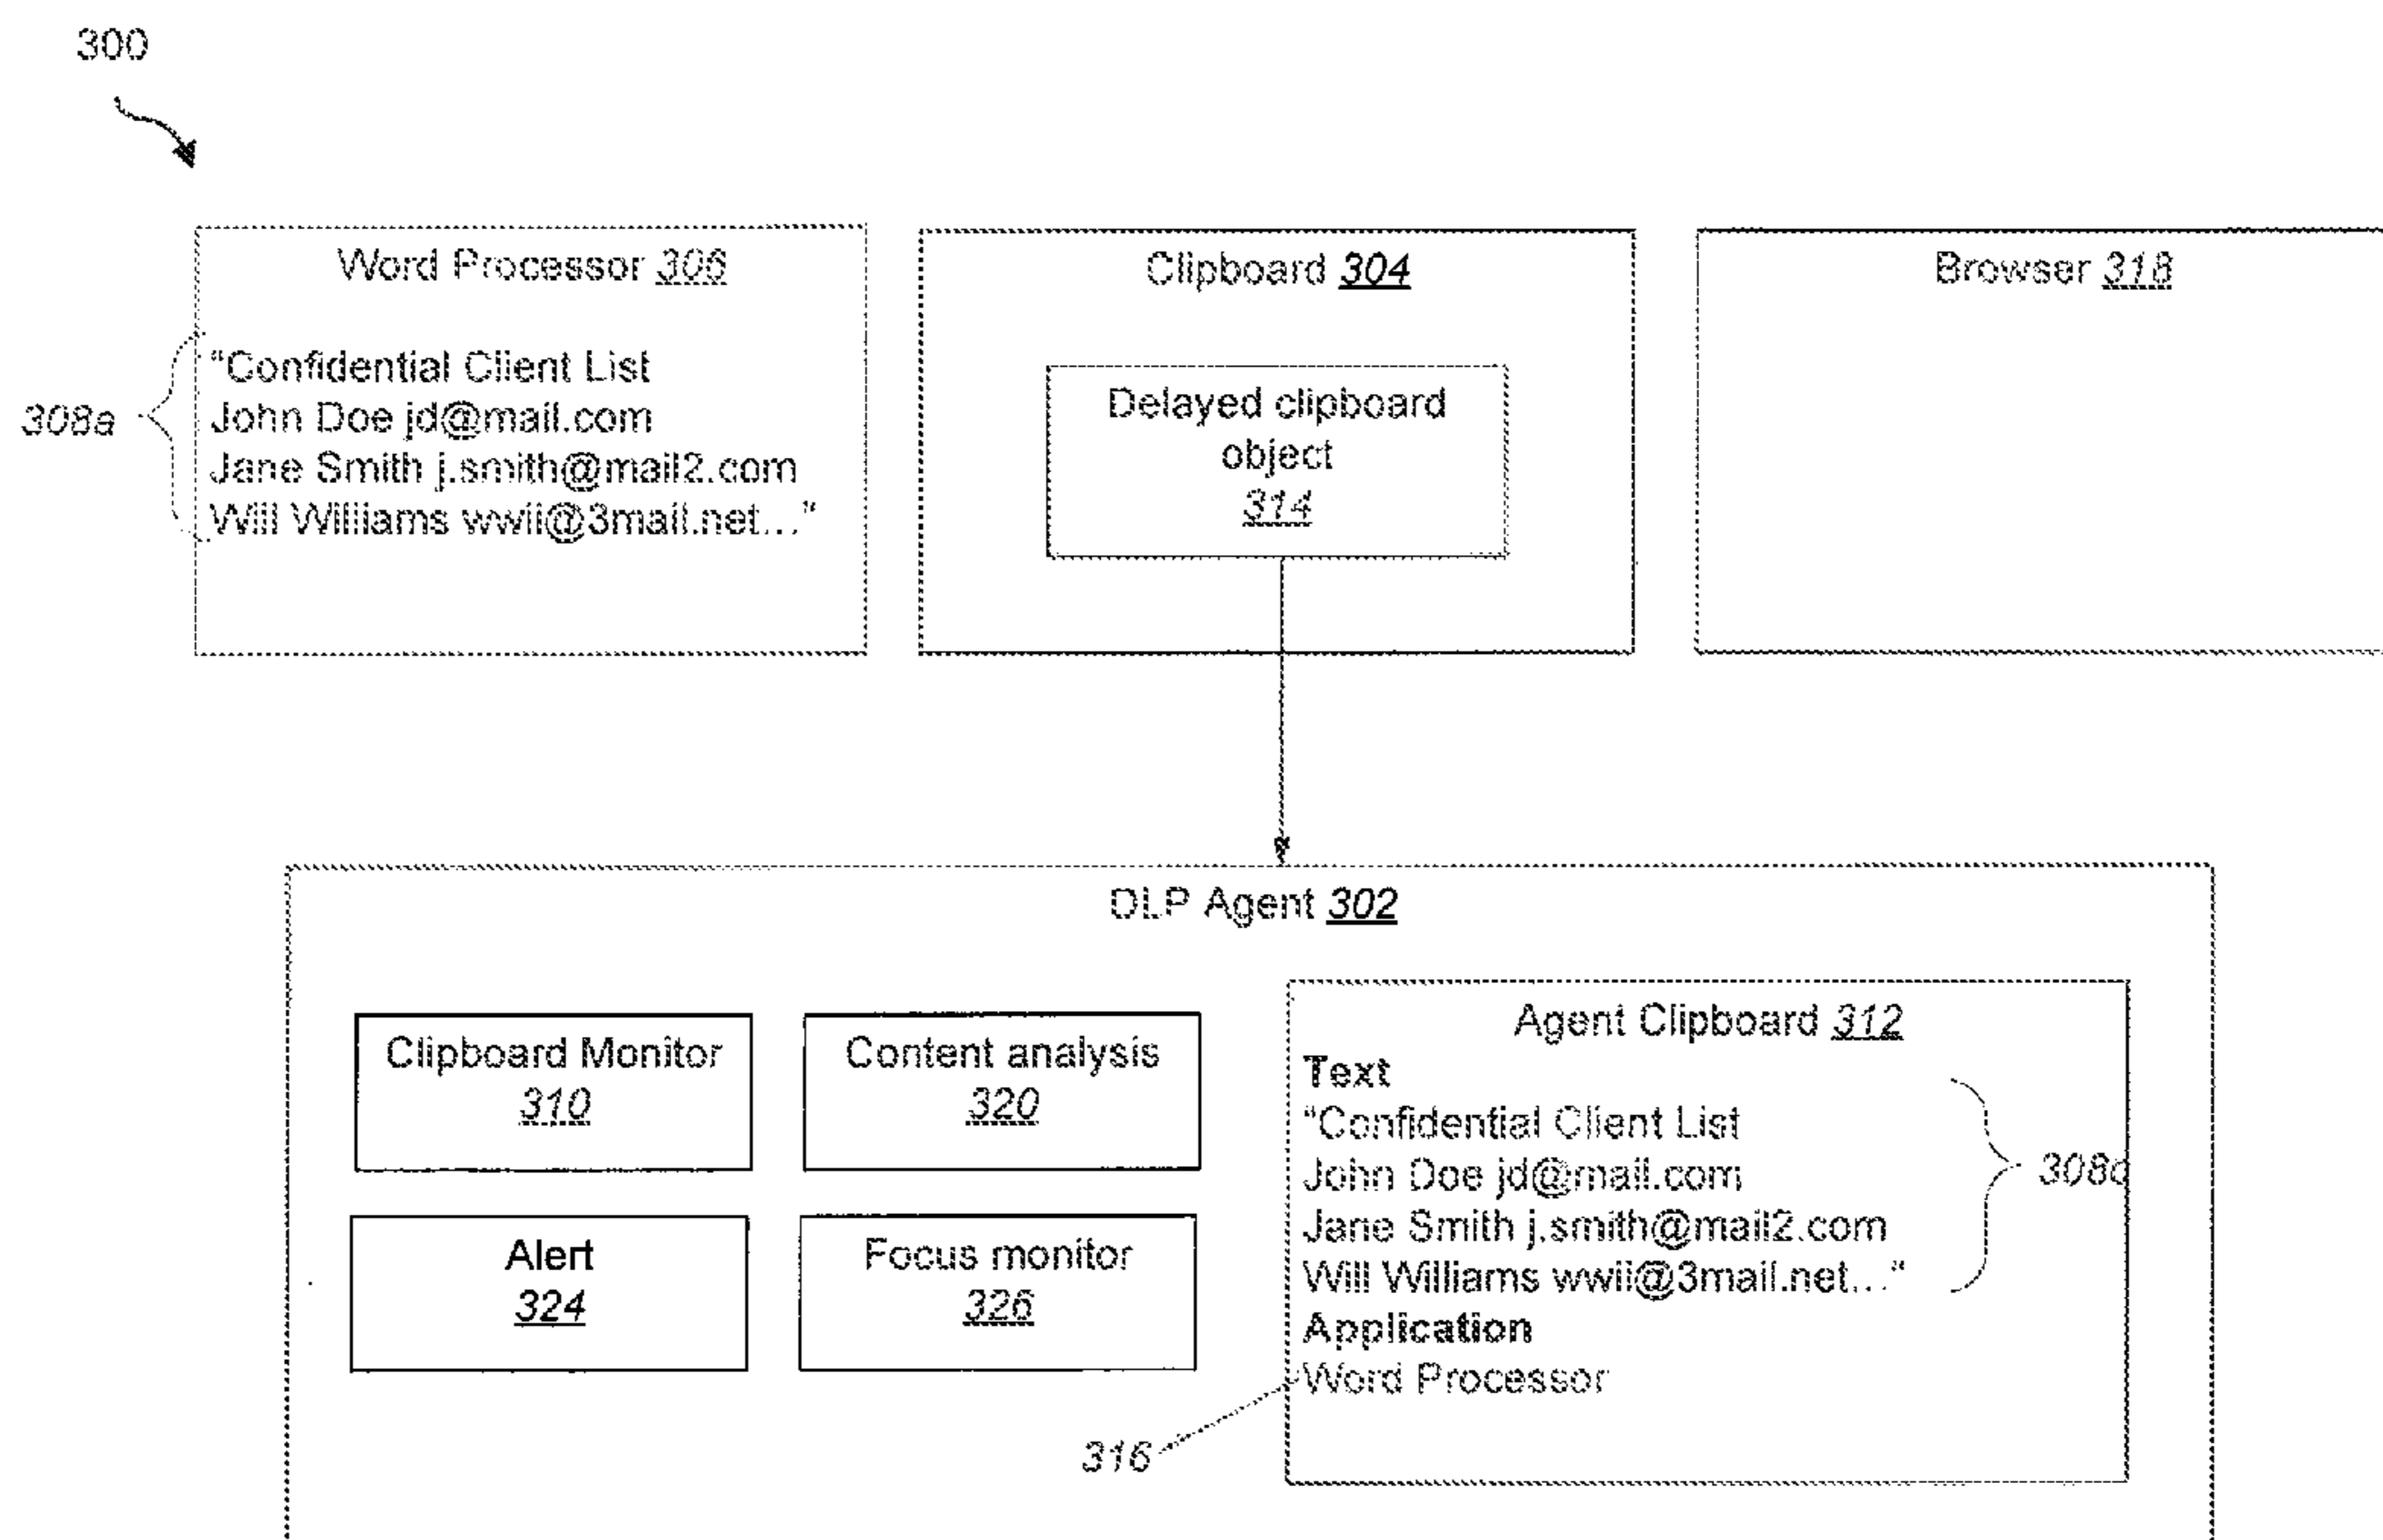 300
Word Processor 306
"Confidential Client List
John Doe jd@mail.com
Jane Smith j.smith@mail2.com
Will Williams wwii@3mail.net..."
308a
Clipboard 304
Delayed clipboard
object
314
Browser 318
DLP Agent 302
Clipboard Monitor
310
Content analysis
320
Alert
324
Focus monitor
326
Agent Clipboard 312
Text
"Confidential Client List
John Doe jd@mail.com
Jane Smith j.smith@mail2.com
Will Williams wwii@3mail.net..."
308c
Application
Word Processor
316